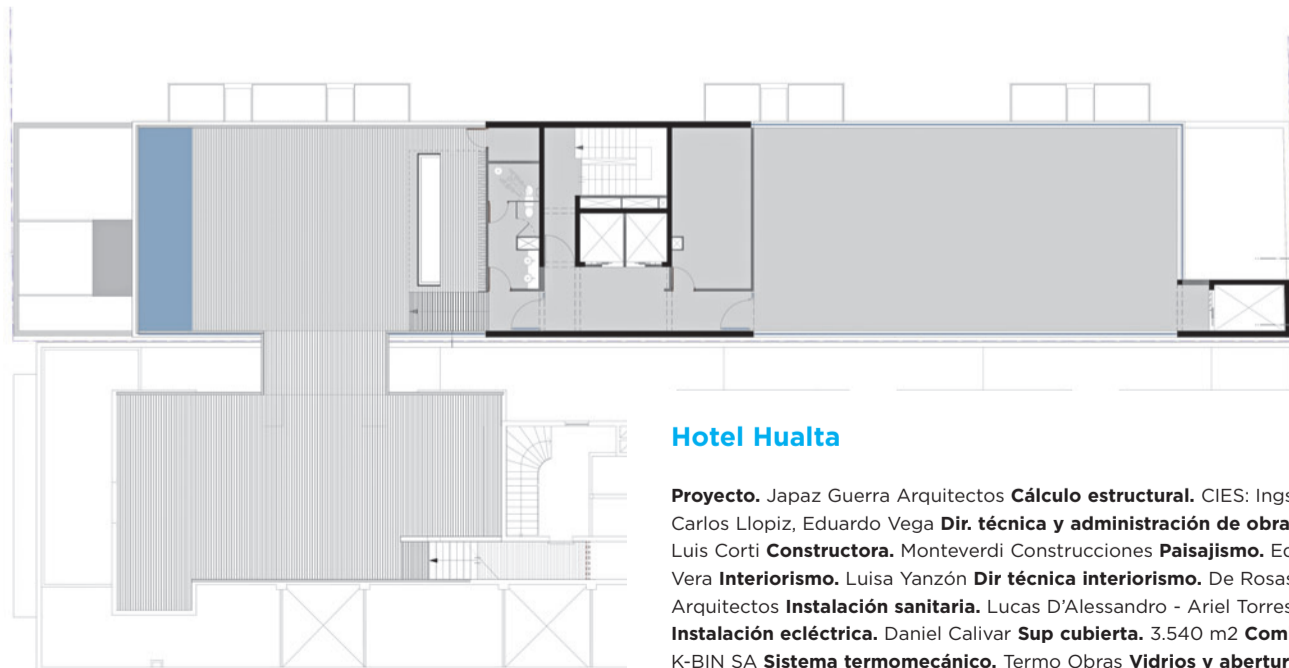 Hotel Hualta
Proyecto. Japaz Guerra Arquitectos Cálculo estructural. CIES: Ings
Carlos Llopiz, Eduardo Vega Dir. técnica y administración de obra
Luis Corti Constructora. Monteverdi Construcciones Paisajismo.
Vera Interiorismo. Luisa Yanzón Dir técnica interiorismo. De Rosas
Arquitectos Instalación sanitaria. Lucas D'Alessandro - Ariel Torres
Instalación ecléctrica. Daniel Calivar Sup cubierta. 3.540 m2
K-BIN SA Sistema termomecánico. Termo Obras Vidrios y